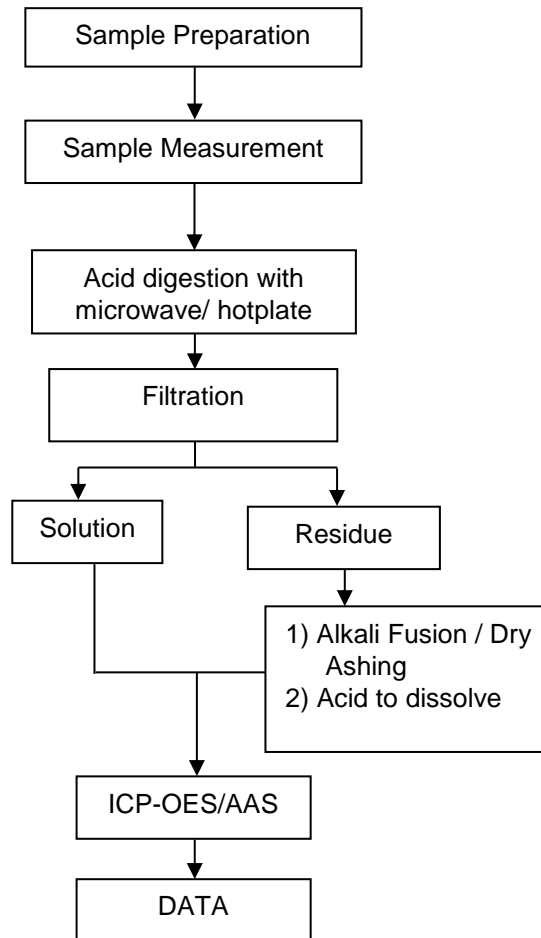 Sample Preparation
Sample Measurement
Acid digestion with
microwave/ hotplate
Filtration
Solution
Residue
1) Alkali Fusion / Dry
Ashing
2) Acid to dissolve
ICP-OES/AAS
DATA